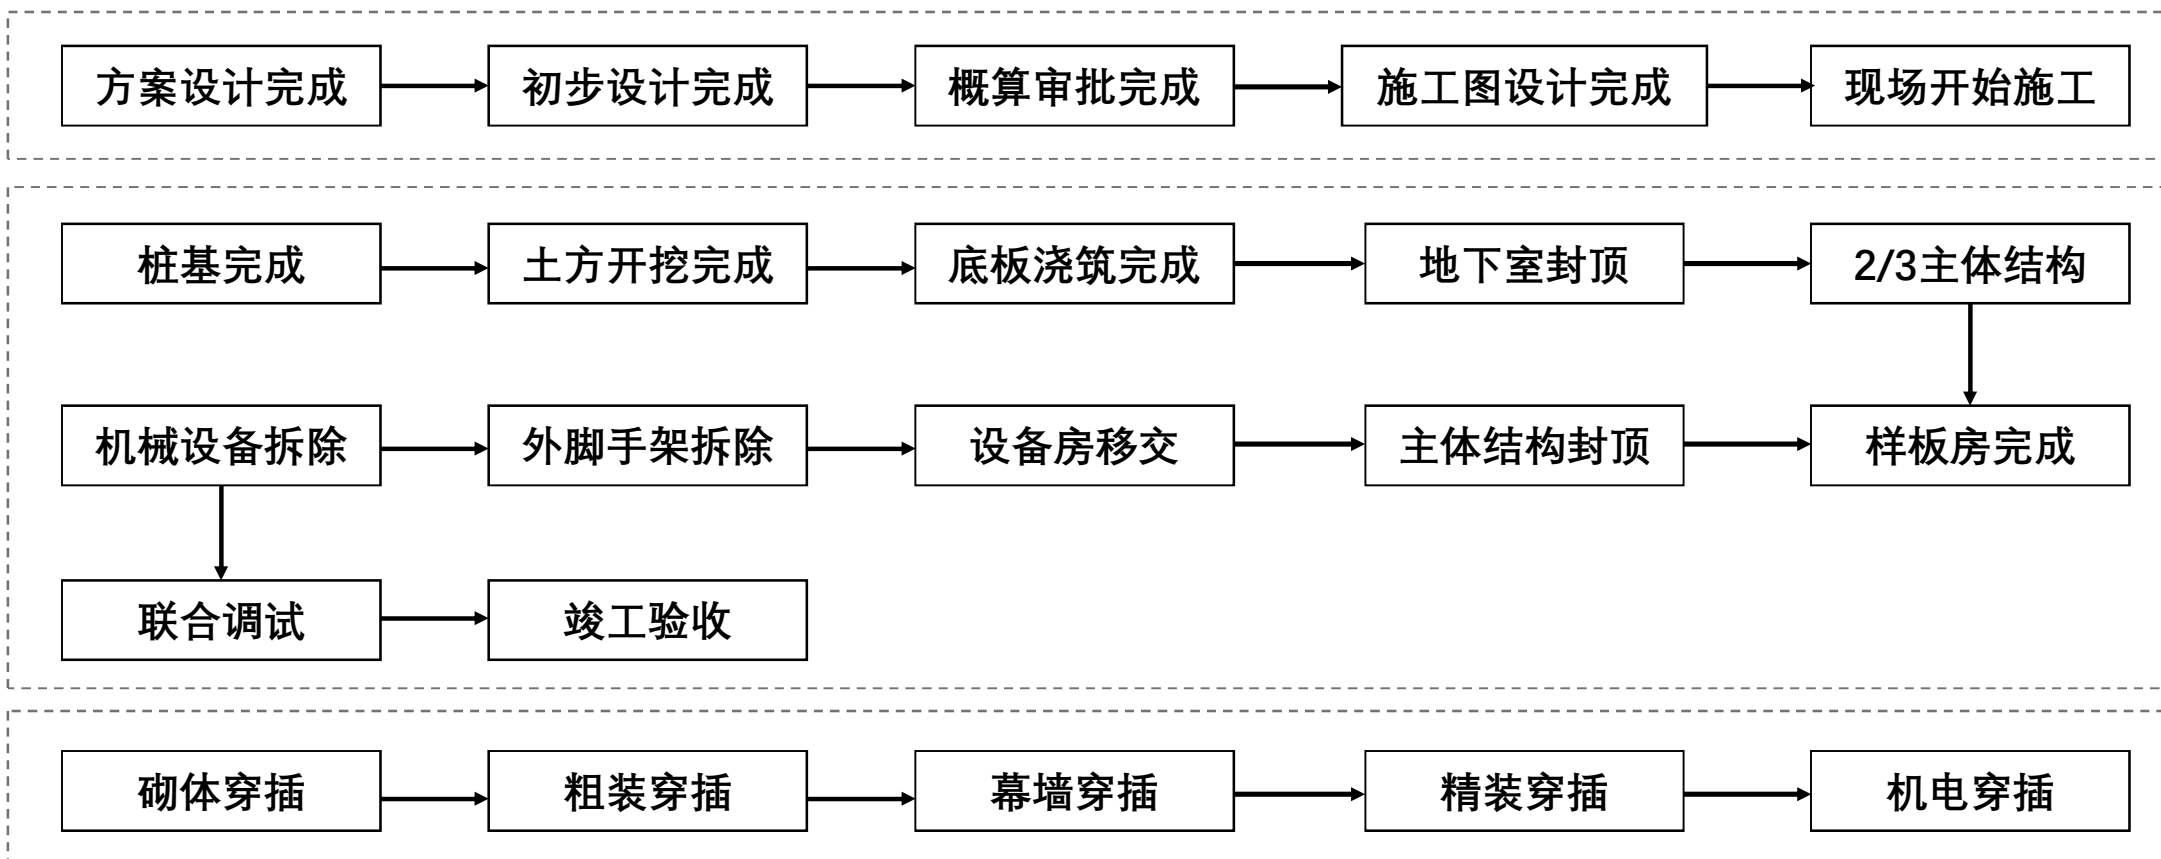 方案设计完成
初步设计完成
概算审批完成
施工图设计完成
现场开始施工
桩基完成
土方开挖完成
底板浇筑完成
地下室封顶
2/3主体结构
机械设备拆除
外脚手架拆除
设备房移交
主体结构封顶
样板房完成
联合调试
竣工验收
砌体穿插
粗装穿插
幕墙穿插
精装穿插
机电穿插